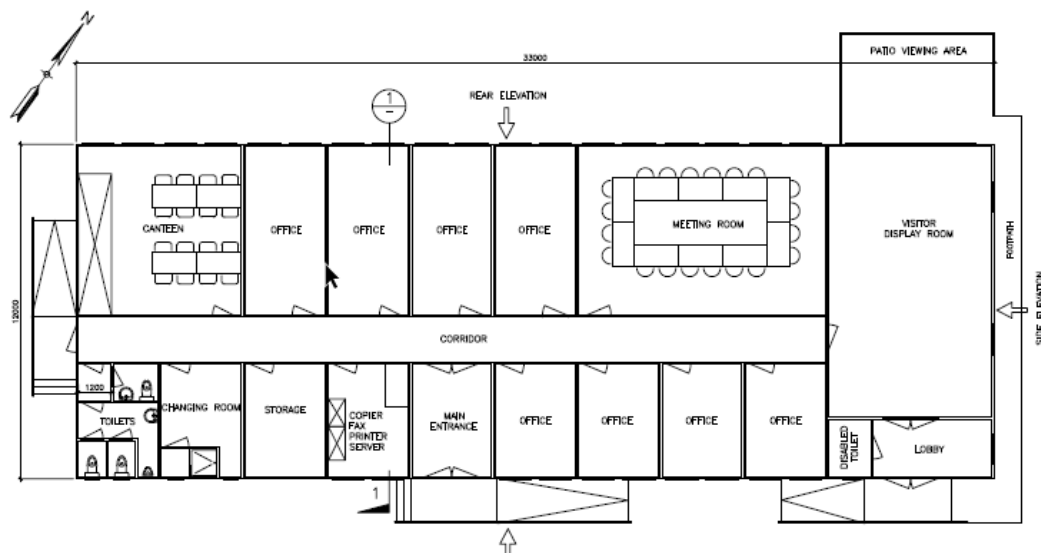 N
PATIO VIEWING AREA
33000
REAR ELEVATION
1
-
CANTEEN
OFFICE
OFFICE
OFFICE
OFFICE
MEETING ROOM
VISITOR
DISPLAY ROOM
FOOTPATH
SIDE ELEVATION
12000
CORRIDOR
1200
TOILETS
CHANGING ROOM
STORAGE
COPIER
FAX
PRINTER
SERVER
MAIN
ENTRANCE
OFFICE
OFFICE
OFFICE
OFFICE
DISABLED
TOILET
LOBBY
1